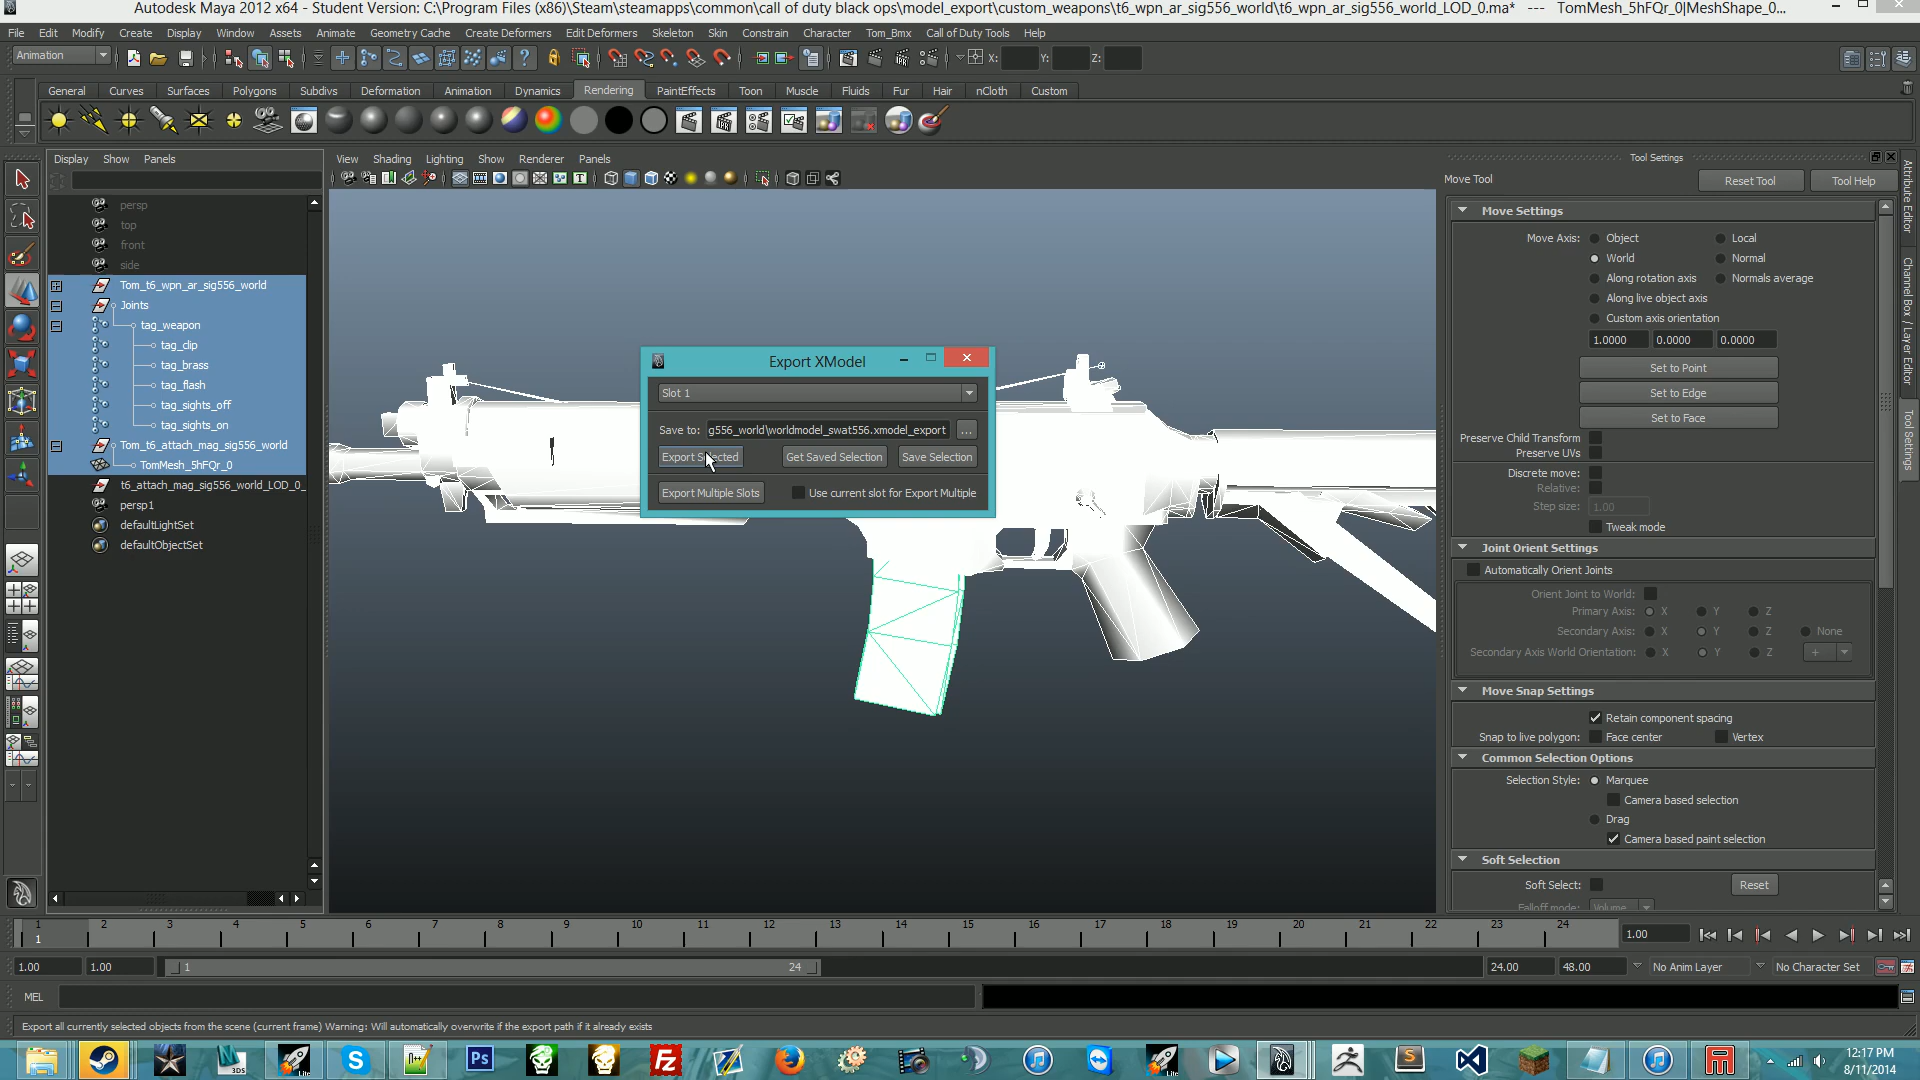 Autodesk Maya 2012 x64 - Student Version: C:\Program Files (x86)\Steam\steamapps\common\call of duty black ops\model_export\custom_weapons\t6_wpn_ar_sig556_world\t6_wpn_ar_sig556_world_LOD_0.ma* --- TomMesh_5hFQr_0|MeshShape_0...
File Edit Modify Create Display Window Assets Animate Geometry Cache Create Deformers Edit Deformers Skeleton Skin Constrain Character Tom_Bmx Call of Duty Tools Help
Animation X: Y: Z:
General Curves Surfaces Polygons Subdivs Deformation Animation Dynamics Rendering PaintEffects Toon Muscle Fluids Fur Hair nCloth Custom
Display Show Panels
View Shading Lighting Show Renderer Panels
persp
top
front
side
Tom_t6_wpn_ar_sig556_world
Joints
tag_weapon
tag_clip
tag_brass
tag_flash
tag_sights_off
tag_sights_on
Tom_t6_attach_mag_sig556_world
TomMesh_5hFQr_0
t6_attach_mag_sig556_world_LOD_0_
persp1
defaultLightSet
defaultObjectSet
Export XModel
Slot 1
Save to: g556_world\worldmodel_swat556.xmodel_export ...
Export Selected Get Saved Selection Save Selection
Export Multiple Slots Use current slot for Export Multiple
Tool Settings
Move Tool Reset Tool Tool Help
Move Settings
Move Axis: Object Local
World Normal
Along rotation axis Normals average
Along live object axis
Custom axis orientation
1.0000 0.0000 0.0000
Set to Point
Set to Edge
Set to Face
Preserve Child Transform
Preserve UVs
Discrete move:
Relative:
Step size: 1.00
Tweak mode
Joint Orient Settings
Automatically Orient Joints
Orient Joint to World:
Primary Axis: X Y Z
Secondary Axis: X Y Z None
Secondary Axis World Orientation: X Y Z +
Move Snap Settings
Retain component spacing
Snap to live polygon: Face center Vertex
Common Selection Options
Selection Style: Marquee
Camera based selection
Drag
Camera based paint selection
Soft Selection
Soft Select: Reset
Falloff mode: Volume
Attribute Editor
Channel Box / Layer Editor
Tool Settings
1 2 3 4 5 6 7 8 9 10 11 12 13 14 15 16 17 18 19 20 21 22 23 24
1
1.00
1.00 1.00 1 24 24.00 48.00 No Anim Layer No Character Set
MEL
Export all currently selected objects from the scene (current frame) Warning: Will automatically overwrite if the export path if it already exists
3DS
Ps
Fz
S
12:17 PM
8/11/2014